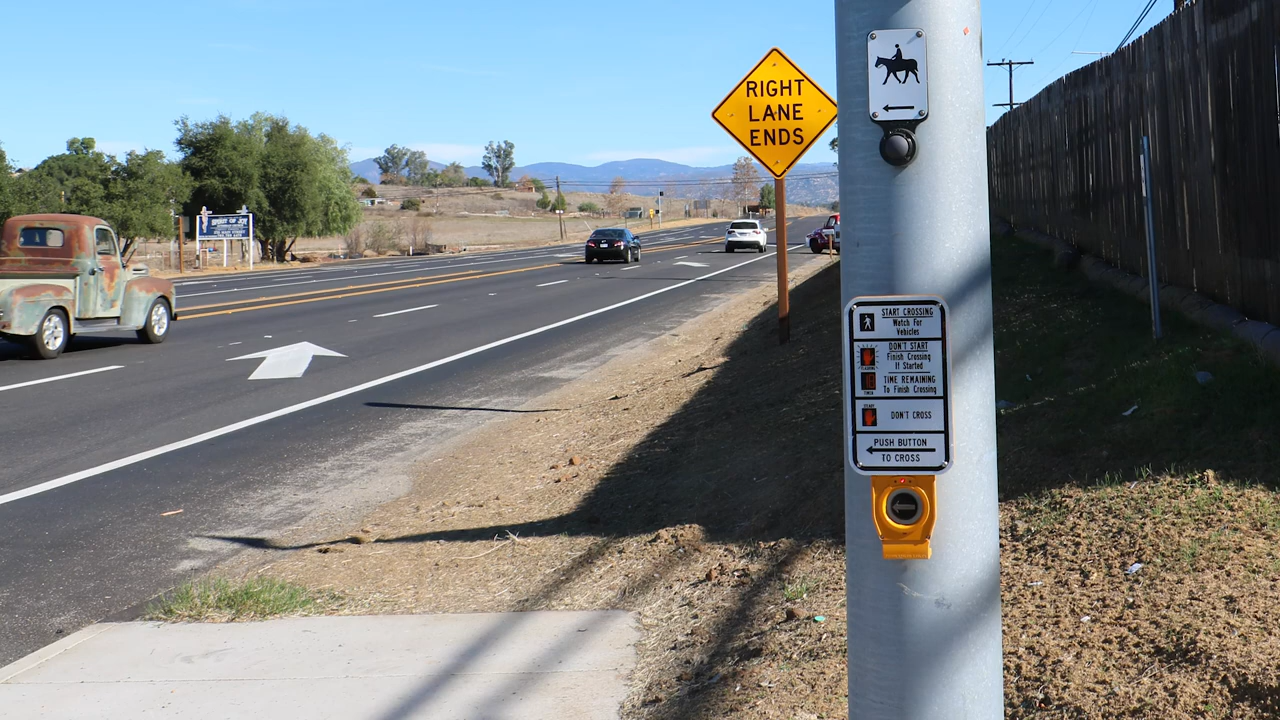 RIGHT
LANE
ENDS
START CROSSING
Watch For
Vehicles
DON'T START
Finish Crossing
If Started
TIME REMAINING
To Finish Crossing
DON'T CROSS
PUSH BUTTON
TO CROSS